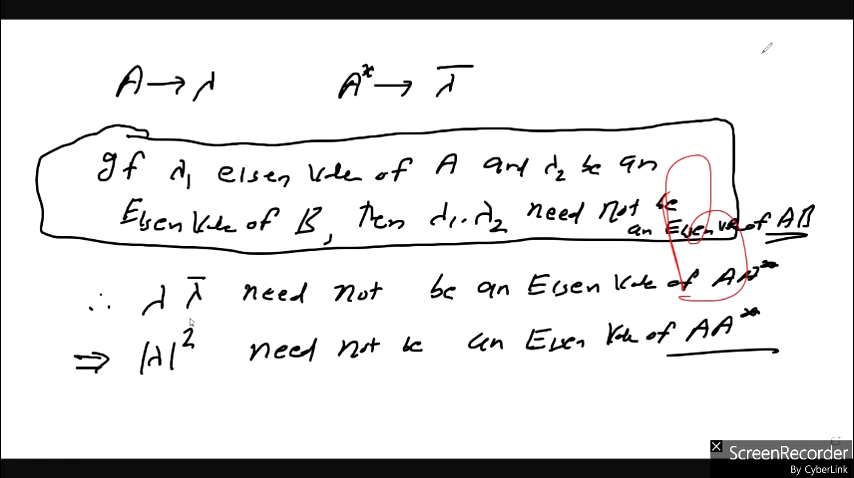 A → λ A* → λ̄
If λ₁ eigen value of A and λ₂ be an
Eigen value of B, then λ₁.λ₂ need not be
an Eigen value of AB
∴ λ λ̄ need not be an Eigen value of AA*
⇒ |λ|² need not be an Eigen value of AA*
ScreenRecorder
By CyberLink